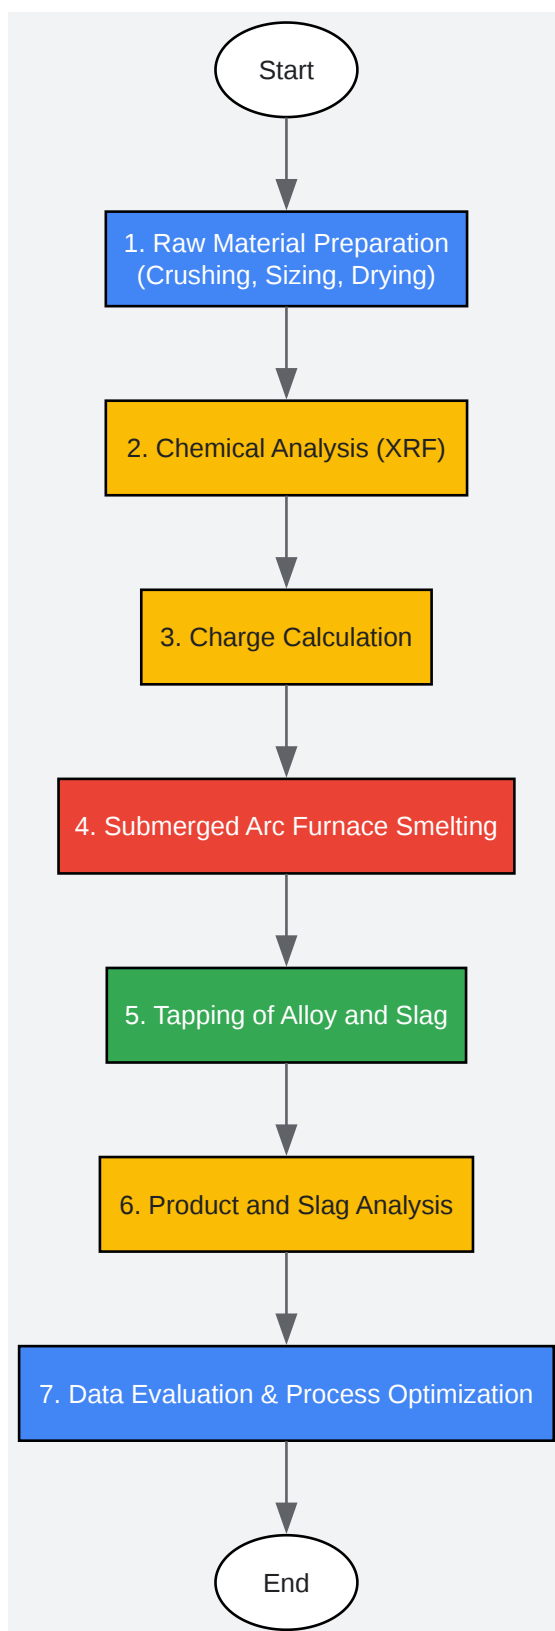 Start
1. Raw Material Preparation
(Crushing, Sizing, Drying)
2. Chemical Analysis (XRF)
3. Charge Calculation
4. Submerged Arc Furnace Smelting
5. Tapping of Alloy and Slag
6. Product and Slag Analysis
7. Data Evaluation & Process Optimization
End